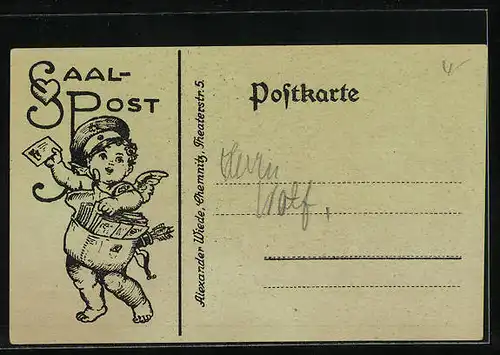 SAAL-
POST
Alexander Wiede, Chemnitz, Theaterstr. 5.
Poſtkarte
Herrn
Wolf,